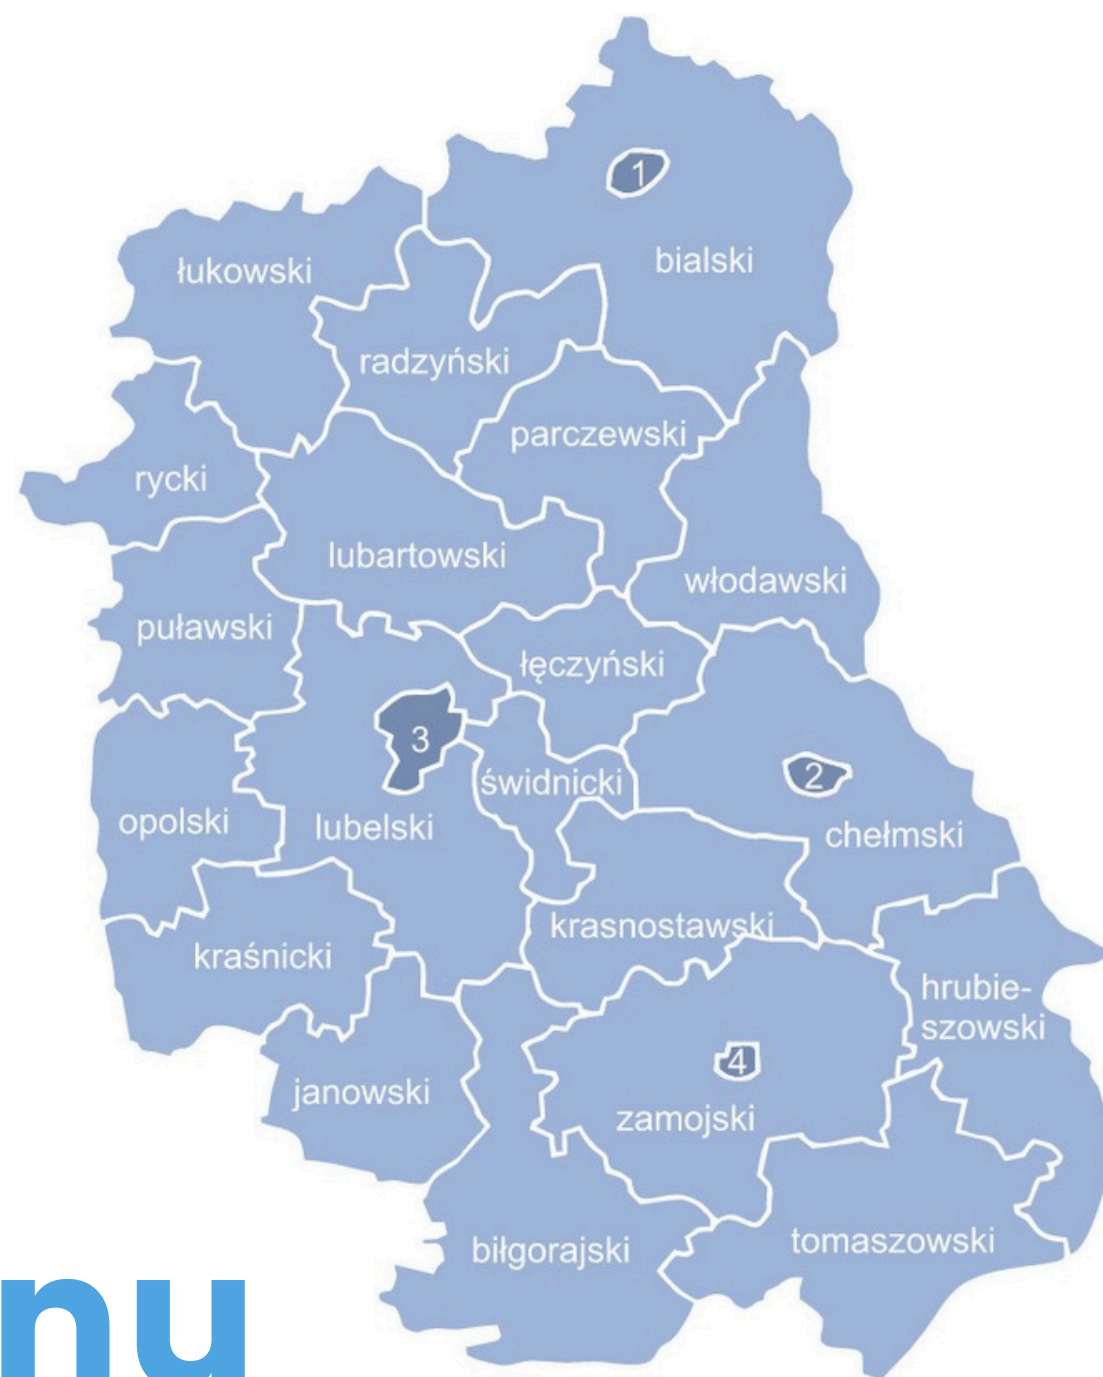 1
bialski
łukowski
radzyński
parczewski
rycki
lubartowski
włodawski
puławski
łęczyński
3
2
świdnicki
opolski
lubelski
chełmski
krasnostawski
kraśnicki
hrubie-
szowski
4
janowski
zamojski
tomaszowski
biłgorajski
nu